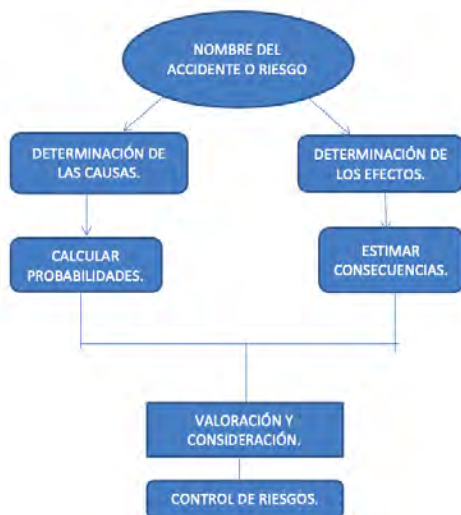 NOMBRE DEL
ACCIDENTE O RIESGO
DETERMINACIÓN DE
LAS CAUSAS.
DETERMINACIÓN DE
LOS EFECTOS.
CALCULAR
PROBABILIDADES.
ESTIMAR
CONSECUENCIAS.
VALORACIÓN Y
CONSIDERACIÓN.
CONTROL DE RIESGOS.